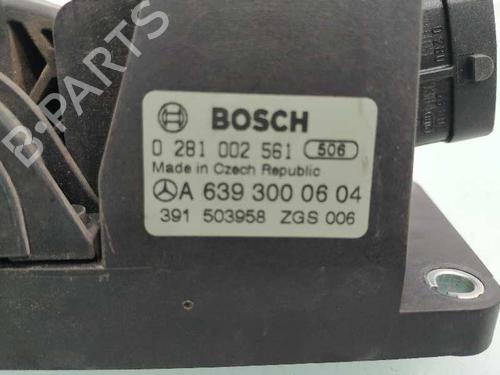 BOSCH
0 281 002 561 506
Made in Czech Republic
A 639 300 06 04
391 503958 ZGS 006
B-PARTS